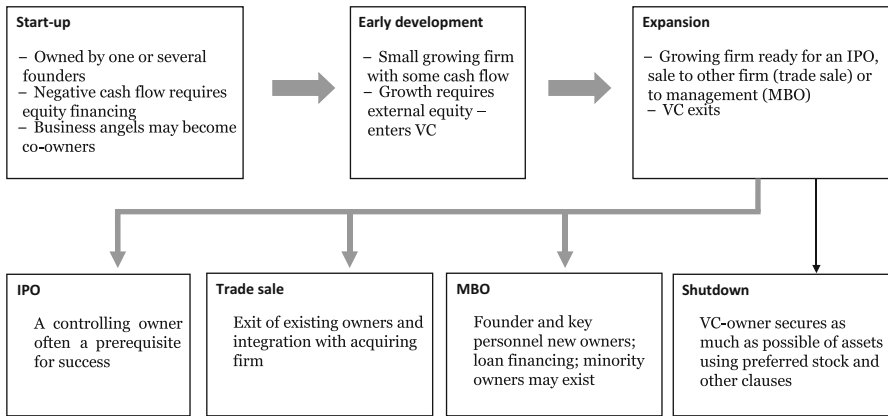 Start-up
– Owned by one or several
founders
– Negative cash flow requires
equity financing
– Business angels may become
co-owners
Early development
– Small growing firm
with some cash flow
– Growth requires
external equity –
enters VC
Expansion
– Growing firm ready for an IPO,
sale to other firm (trade sale) or
to management (MBO)
– VC exits
IPO
A controlling owner
often a prerequisite
for success
Trade sale
Exit of existing owners and
integration with acquiring
firm
MBO
Founder and key
personnel new owners;
loan financing; minority
owners may exist
Shutdown
VC-owner secures as
much as possible of assets
using preferred stock and
other clauses